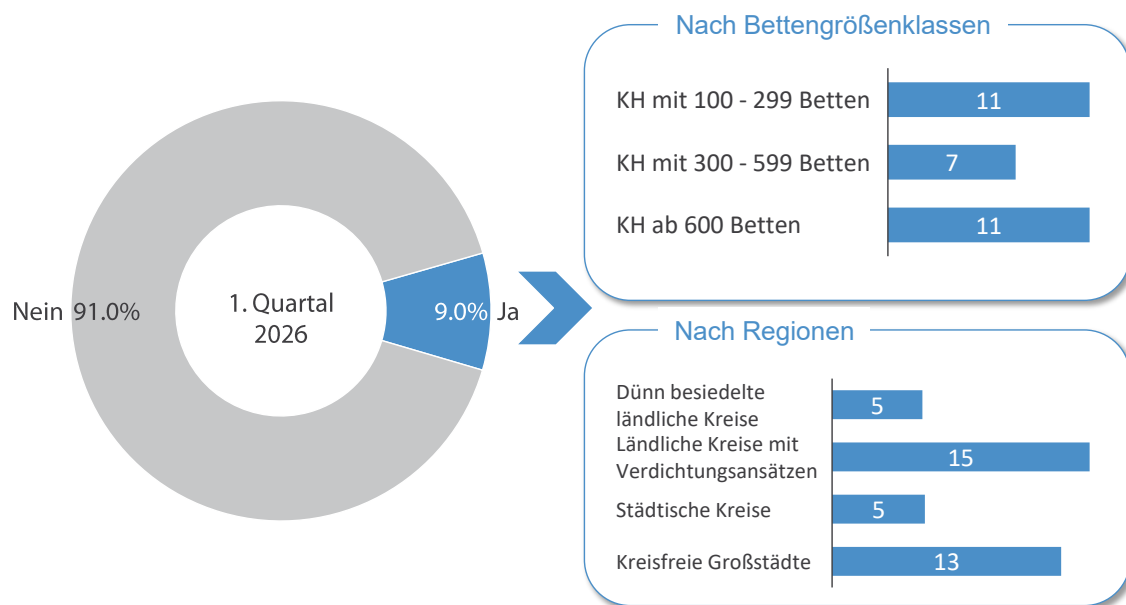 Nein 91.0%
1. Quartal
2026
9.0% Ja
Nach Bettengrößenklassen
KH mit 100 - 299 Betten 11
KH mit 300 - 599 Betten 7
KH ab 600 Betten 11
Nach Regionen
Dünn besiedelte
ländliche Kreise 5
Ländliche Kreise mit
Verdichtungsansätzen 15
Städtische Kreise 5
Kreisfreie Großstädte 13